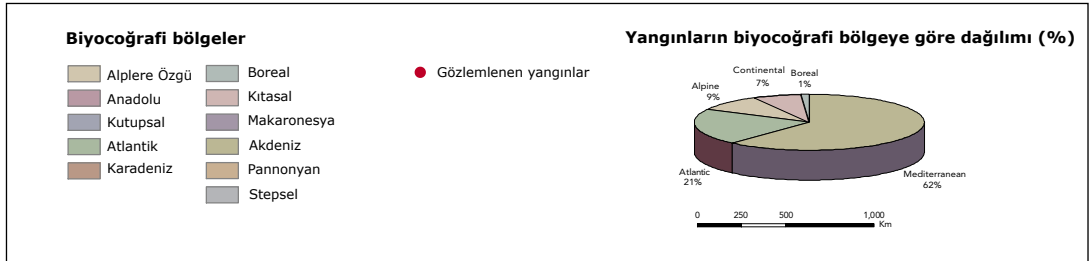 Biyocoğrafi bölgeler
Alplere Özgü
Anadolu
Kutupsal
Atlantik
Karadeniz
Boreal
Kıtasal
Makaronesya
Akdeniz
Pannonyan
Stepsel
Gözlemlenen yangınlar
Yangınların biyocoğrafi bölgeye göre dağılımı (%)
Alpine
9%
Continental
7%
Boreal
1%
Atlantic
21%
Mediterranean
62%
0 250 500 1,000
Km